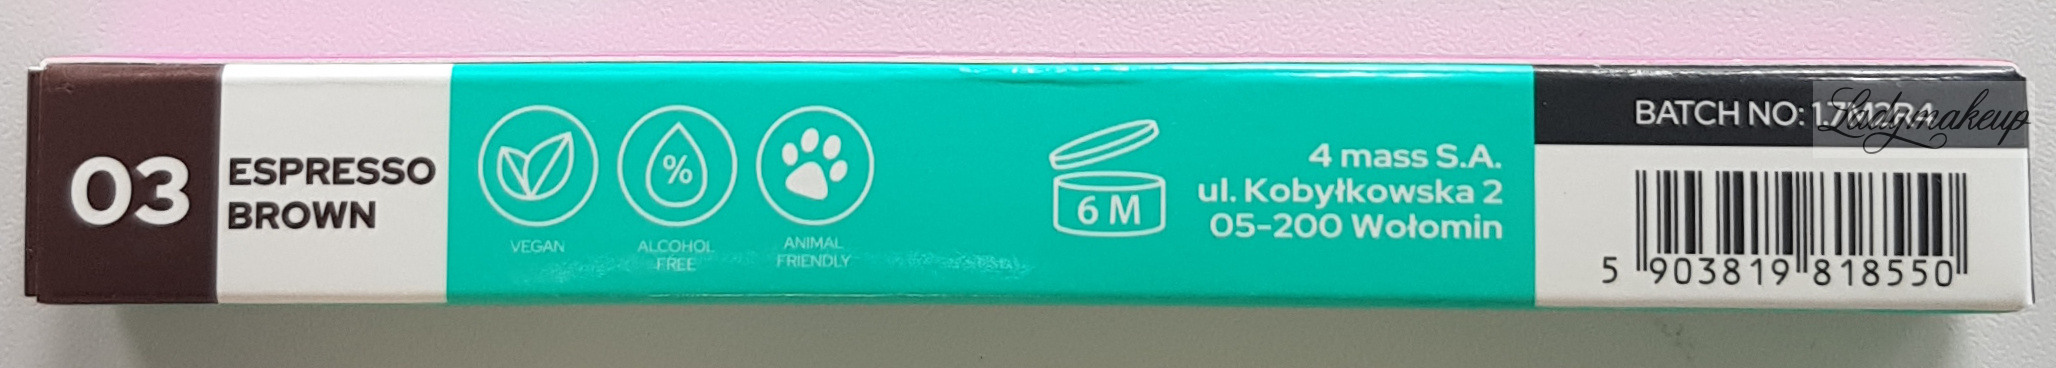 03
ESPRESSO
BROWN
%
VEGAN
ALCOHOL
FREE
ANIMAL
FRIENDLY
6 M
4 mass S.A.
ul. Kobyłkowska 2
05-200 Wołomin
BATCH NO:
Ladymakeup
5 903819 818550